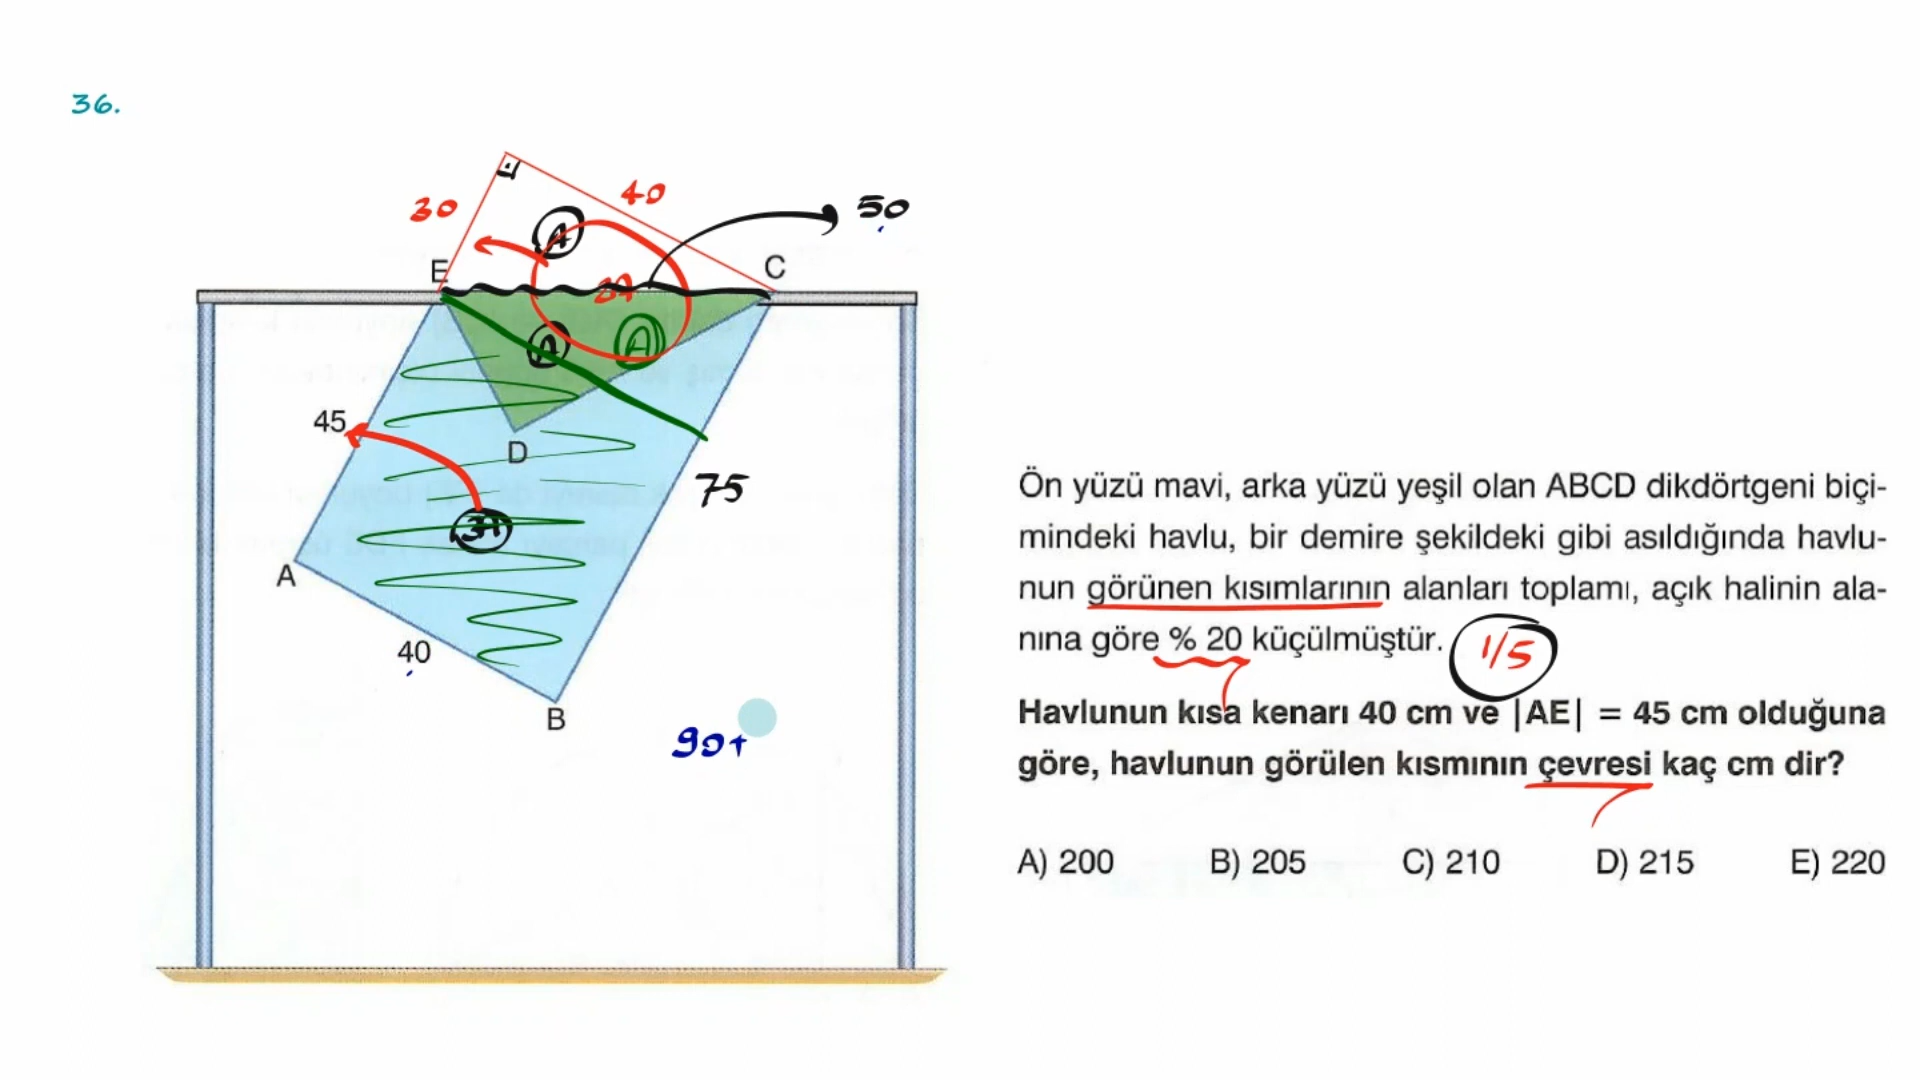 36.
30
40
50
A
E
C
2A
A
A
45
D
75
3A
A
40
B
90+
Ön yüzü mavi, arka yüzü yeşil olan ABCD dikdörtgeni biçi-
mindeki havlu, bir demire şekildeki gibi asıldığında havlu-
nun görünen kısımlarının alanları toplamı, açık halinin ala-
nına göre % 20 küçülmüştür. 1/5
Havlunun kısa kenarı 40 cm ve |AE| = 45 cm olduğuna
göre, havlunun görülen kısmının çevresi kaç cm dir?
A) 200 B) 205 C) 210 D) 215 E) 220